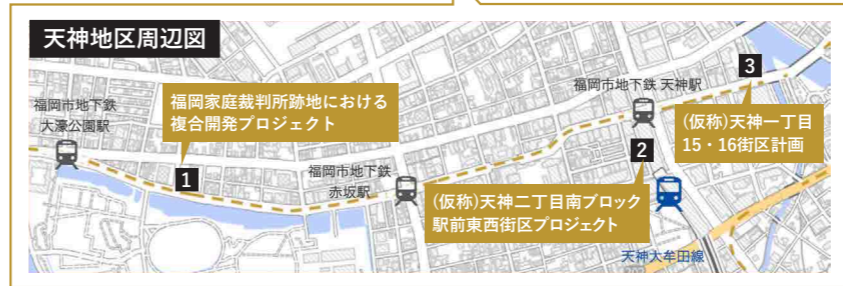 天神地区周辺図
福岡市地下鉄
大濠公園駅
福岡家庭裁判所跡地における
複合開発プロジェクト
1
福岡市地下鉄
赤坂駅
福岡市地下鉄 天神駅
3
(仮称)天神一丁目
15・16街区計画
2
(仮称)天神二丁目南ブロック
駅前東西街区プロジェクト
天神大牟田線